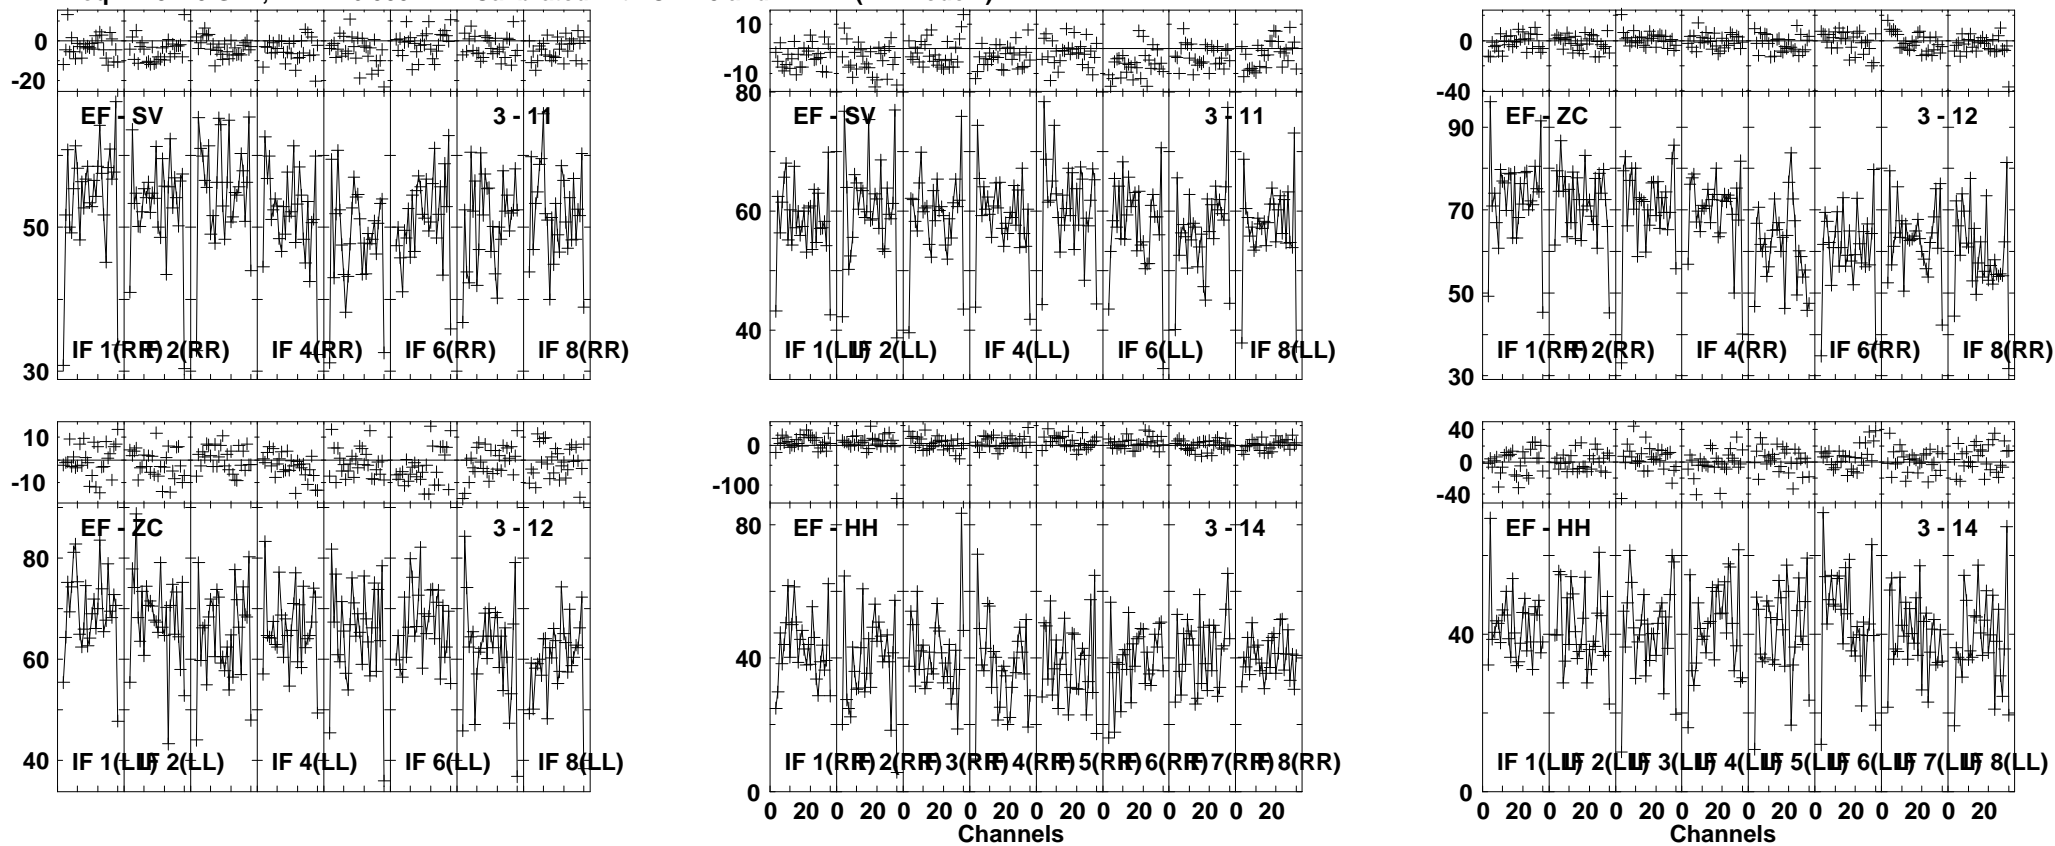 0
-20
EF - SV
3 - 11
50
30
IF 1(RR)
IF 2(RR)
IF 4(RR)
IF 6(RR)
IF 8(RR)
10
-10
80
EF - SV
3 - 11
60
40
IF 1(LL)
IF 2(LL)
IF 4(LL)
IF 6(LL)
IF 8(LL)
0
-40
90
EF - ZC
3 - 12
70
50
30
IF 1(RR)
IF 2(RR)
IF 4(RR)
IF 6(RR)
IF 8(RR)
10
-10
EF - ZC
3 - 12
80
60
40
IF 1(LL)
IF 2(LL)
IF 4(LL)
IF 6(LL)
IF 8(LL)
0
-100
80
EF - HH
3 - 14
40
0
IF 1(RR)
IF 2(RR)
IF 3(RR)
IF 4(RR)
IF 5(RR)
IF 6(RR)
IF 7(RR)
IF 8(RR)
0 20 0 20 0 20 0 20 0 20 0 20 0 20 0 20
Channels
40
0
-40
EF - HH
3 - 14
40
0
IF 1(LL)
IF 2(LL)
IF 3(LL)
IF 4(LL)
IF 5(LL)
IF 6(LL)
IF 7(LL)
IF 8(LL)
0 20 0 20 0 20 0 20 0 20 0 20 0 20 0 20
Channels